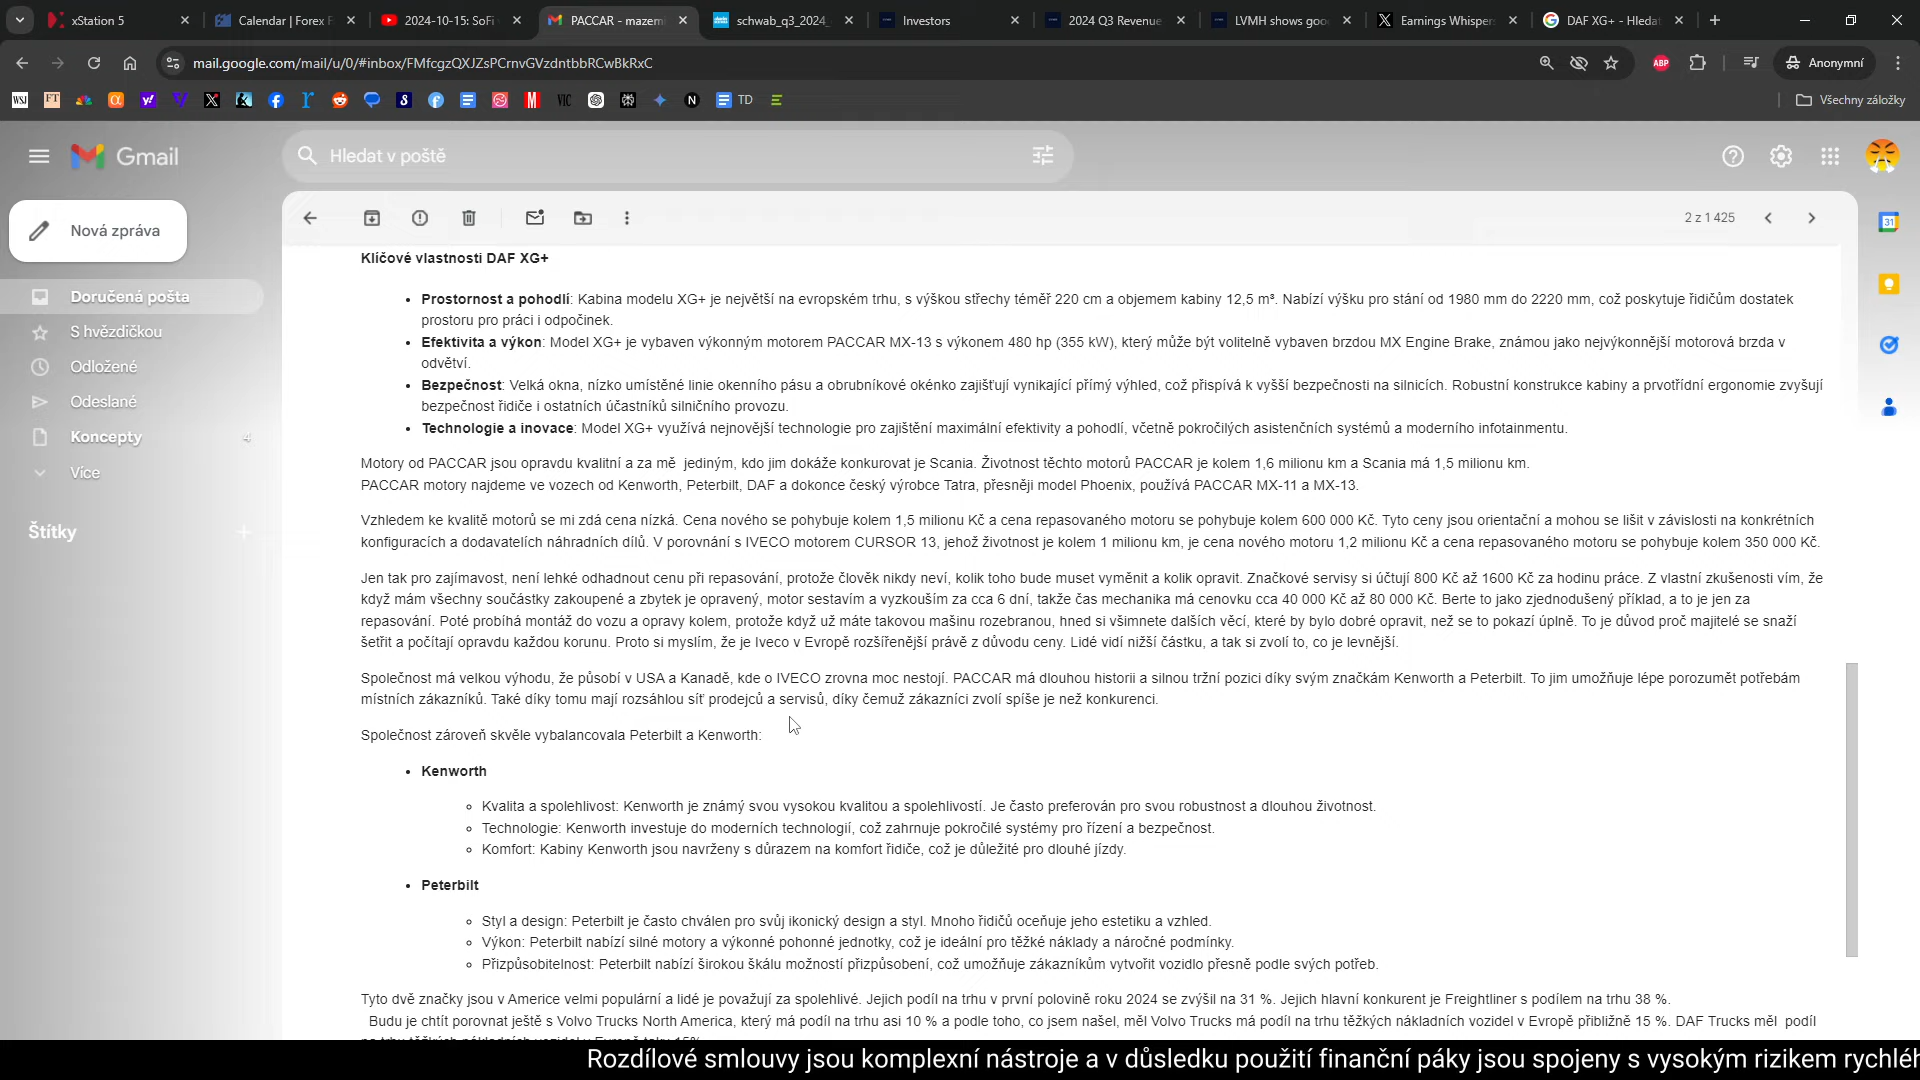 xStation 5
Calendar | Forex F
2024-10-15: SoFi
PACCAR - mazem
schwab_q3_2024_
Investors
2024 Q3 Revenue
LVMH shows goo
Earnings Whisper
DAF XG+ - Hledat
mail.google.com/mail/u/0/#inbox/FMfcgzQXJZsPCrnvGVzdntbbRCwBkRxC
ABP
Anonymní
WSJ
FT
VIC
TD
Všechny záložky
Gmail
Hledat v poště
Nová zpráva
2 z 1 425
31
Doručená pošta
S hvězdičkou
Odložené
Odeslané
Koncepty 4
Více
Štítky
Klíčové vlastnosti DAF XG+
Prostornost a pohodlí: Kabina modelu XG+ je největší na evropském trhu, s výškou střechy téměř 220 cm a objemem kabiny 12,5 m³. Nabízí výšku pro stání od 1980 mm do 2220 mm, což poskytuje řidičům dostatek
prostoru pro práci i odpočinek.
Efektivita a výkon: Model XG+ je vybaven výkonným motorem PACCAR MX-13 s výkonem 480 hp (355 kW), který může být volitelně vybaven brzdou MX Engine Brake, známou jako nejvýkonnější motorová brzda v
odvětví.
Bezpečnost: Velká okna, nízko umístěné linie okenního pásu a obrubníkové okénko zajišťují vynikající přímý výhled, což přispívá k vyšší bezpečnosti na silnicích. Robustní konstrukce kabiny a prvotřídní ergonomie zvyšují
bezpečnost řidiče i ostatních účastníků silničního provozu.
Technologie a inovace: Model XG+ využívá nejnovější technologie pro zajištění maximální efektivity a pohodlí, včetně pokročilých asistenčních systémů a moderního infotainmentu.
Motory od PACCAR jsou opravdu kvalitní a za mě jediným, kdo jim dokáže konkurovat je Scania. Životnost těchto motorů PACCAR je kolem 1,6 milionu km a Scania má 1,5 milionu km.
PACCAR motory najdeme ve vozech od Kenworth, Peterbilt, DAF a dokonce český výrobce Tatra, přesněji model Phoenix, používá PACCAR MX-11 a MX-13.
Vzhledem ke kvalitě motorů se mi zdá cena nízká. Cena nového se pohybuje kolem 1,5 milionu Kč a cena repasovaného motoru se pohybuje kolem 600 000 Kč. Tyto ceny jsou orientační a mohou se lišit v závislosti na konkrétních
konfiguracích a dodavatelích náhradních dílů. V porovnání s IVECO motorem CURSOR 13, jehož životnost je kolem 1 milionu km, je cena nového motoru 1,2 milionu Kč a cena repasovaného motoru se pohybuje kolem 350 000 Kč.
Jen tak pro zajímavost, není lehké odhadnout cenu při repasování, protože člověk nikdy neví, kolik toho bude muset vyměnit a kolik opravit. Značkové servisy si účtují 800 Kč až 1600 Kč za hodinu práce. Z vlastní zkušenosti vím, že
když mám všechny součástky zakoupené a zbytek je opravený, motor sestavím a vyzkouším za cca 6 dní, takže čas mechanika má cenovku cca 40 000 Kč až 80 000 Kč. Berte to jako zjednodušený příklad, a to je jen za
repasování. Poté probíhá montáž do vozu a opravy kolem, protože když už máte takovou mašinu rozebranou, hned si všimnete dalších věcí, které by bylo dobré opravit, než se to pokazí úplně. To je důvod proč majitelé se snaží
šetřit a počítají opravdu každou korunu. Proto si myslím, že je Iveco v Evropě rozšířenější právě z důvodu ceny. Lidé vidí nižší částku, a tak si zvolí to, co je levnější.
Společnost má velkou výhodu, že působí v USA a Kanadě, kde o IVECO zrovna moc nestojí. PACCAR má dlouhou historii a silnou tržní pozici díky svým značkám Kenworth a Peterbilt. To jim umožňuje lépe porozumět potřebám
místních zákazníků. Také díky tomu mají rozsáhlou síť prodejců a servisů, díky čemuž zákazníci zvolí spíše je než konkurenci.
Společnost zároveň skvěle vybalancovala Peterbilt a Kenworth:
Kenworth
Kvalita a spolehlivost: Kenworth je známý svou vysokou kvalitou a spolehlivostí. Je často preferován pro svou robustnost a dlouhou životnost.
Technologie: Kenworth investuje do moderních technologií, což zahrnuje pokročilé systémy pro řízení a bezpečnost.
Komfort: Kabiny Kenworth jsou navrženy s důrazem na komfort řidiče, což je důležité pro dlouhé jízdy.
Peterbilt
Styl a design: Peterbilt je často chválen pro svůj ikonický design a styl. Mnoho řidičů oceňuje jeho estetiku a vzhled.
Výkon: Peterbilt nabízí silné motory a výkonné pohonné jednotky, což je ideální pro těžké náklady a náročné podmínky.
Přizpůsobitelnost: Peterbilt nabízí širokou škálu možností přizpůsobení, což umožňuje zákazníkům vytvořit vozidlo přesně podle svých potřeb.
Tyto dvě značky jsou v Americe velmi populární a lidé je považují za spolehlivé. Jejich podíl na trhu v první polovině roku 2024 se zvýšil na 31 %. Jejich hlavní konkurent je Freightliner s podílem na trhu 38 %.
Budu je chtít porovnat ještě s Volvo Trucks North America, který má podíl na trhu asi 10 % a podle toho, co jsem našel, měl Volvo Trucks má podíl na trhu těžkých nákladních vozidel v Evropě přibližně 15 %. DAF Trucks měl podíl
Rozdílové smlouvy jsou komplexní nástroje a v důsledku použití finanční páky jsou spojeny s vysokým rizikem rychléh